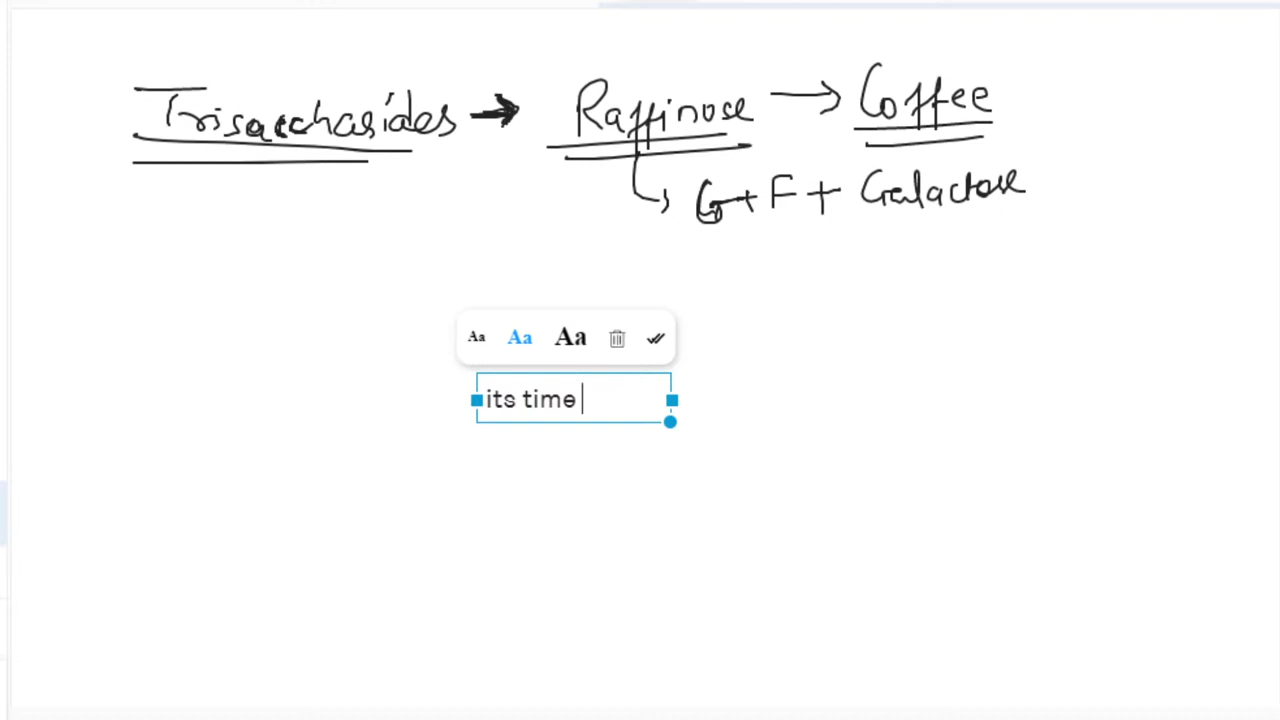 Trisaccharides → Raffinose → Coffee
↳ G + F + Galactose
Aa Aa Aa
its time